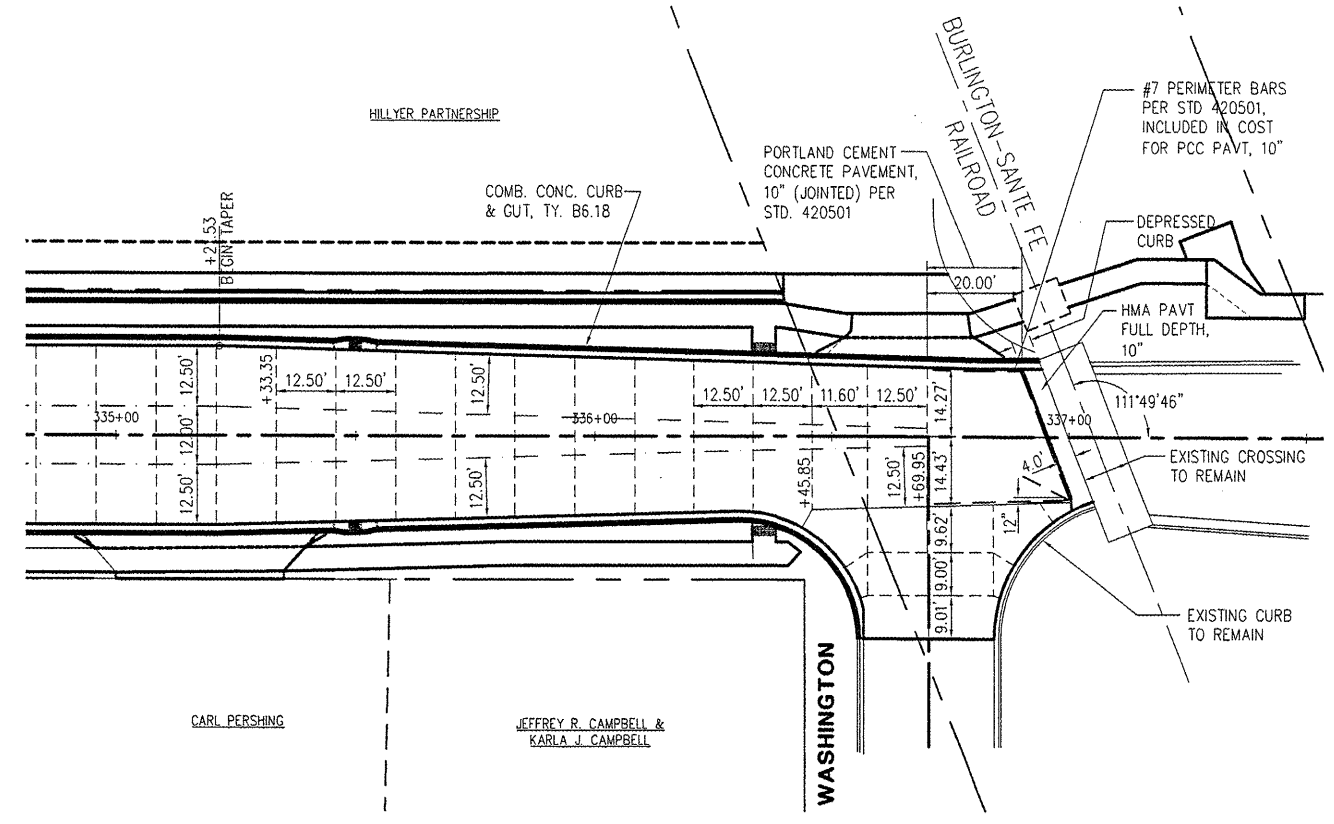 HILLYER PARTNERSHIP
BURLINGTON-SANTE FE
RAILROAD
#7 PERIMETER BARS
PER STD 420501,
INCLUDED IN COST
FOR PCC PAVT, 10"
PORTLAND CEMENT
CONCRETE PAVEMENT,
10" (JOINTED) PER
STD. 420501
COMB. CONC. CURB
& GUT, TY. B6.18
+21.53
BEGIN TAPER
DEPRESSED
CURB
20.00'
HMA PAVT
FULL DEPTH,
10"
12.50'
+33.35
12.50'
12.50'
12.50'
12.50'
12.50'
11.60'
12.50'
14.27'
111°49'46"
335+00
12.00'
336+00
337+00
EXISTING CROSSING
TO REMAIN
12.50'
12.50'
+45.85
12.50'
+69.95
14.43'
4.0'
12"
9.62'
9.00'
9.01'
EXISTING CURB
TO REMAIN
WASHINGTON
CARL PERSHING
JEFFREY R. CAMPBELL &
KARLA J. CAMPBELL